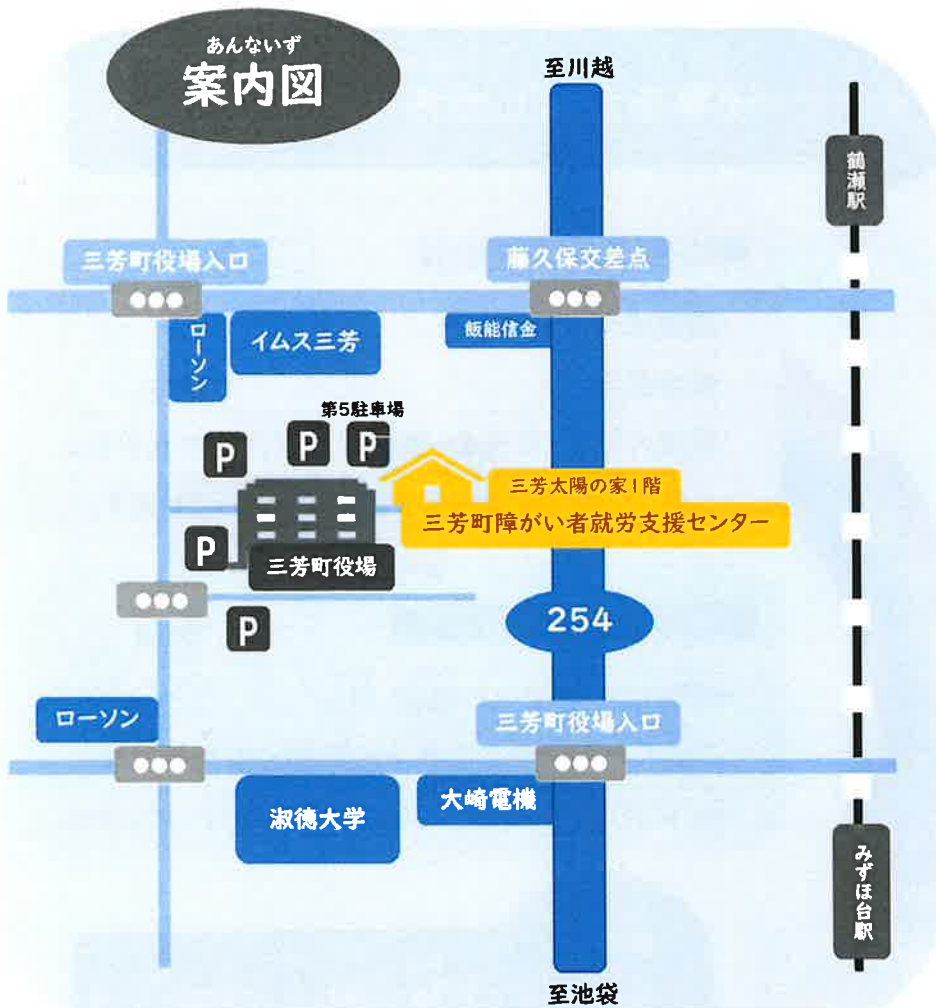 あんないず
案内図
至川越
鶴瀬駅
三芳町役場入口
藤久保交差点
ローソン
イムス三芳
飯能信金
第5駐車場
P
P
P
三芳太陽の家1階
三芳町障がい者就労支援センター
P
三芳町役場
P
254
ローソン
三芳町役場入口
淑徳大学
大崎電機
みずほ台駅
至池袋